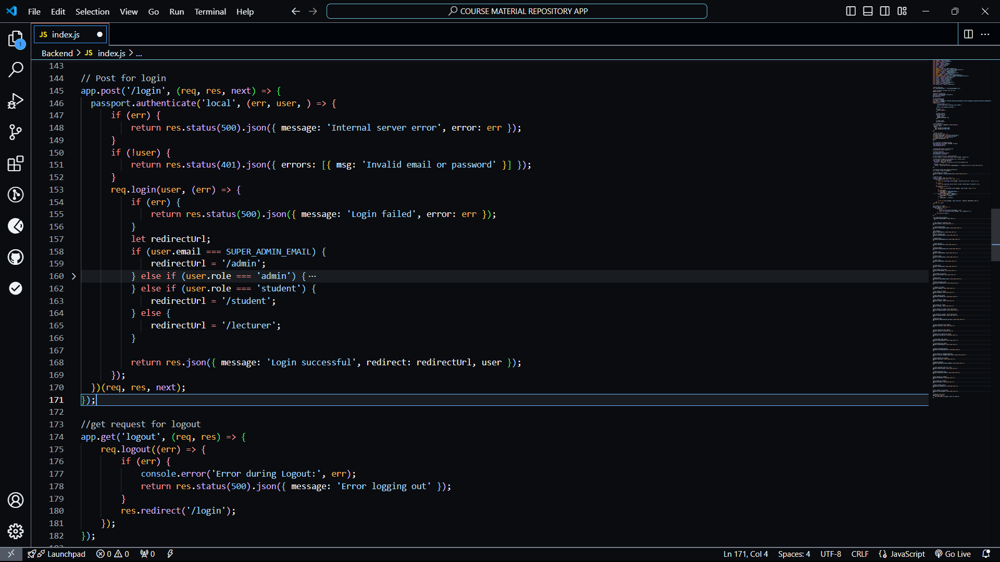 File Edit Selection View Go Run Terminal Help COURSE MATERIAL REPOSITORY APP
JS index.js
1
Backend > JS index.js > ...
143
144 // Post for login
145 app.post('/login', (req, res, next) => {
146 passport.authenticate('local', (err, user, ) => {
147 if (err) {
148 return res.status(500).json({ message: 'Internal server error', error: err });
149 }
150 if (!user) {
151 return res.status(401).json({ errors: [{ msg: 'Invalid email or password' }] });
152 }
153 req.login(user, (err) => {
154 if (err) {
155 return res.status(500).json({ message: 'Login failed', error: err });
156 }
157 let redirectUrl;
158 if (user.email === SUPER_ADMIN_EMAIL) {
159 redirectUrl = '/admin';
160 } else if (user.role === 'admin') {⋯
162 } else if (user.role === 'student') {
163 redirectUrl = '/student';
164 } else {
165 redirectUrl = '/lecturer';
166 }
167
168 return res.json({ message: 'Login successful', redirect: redirectUrl, user });
169 });
170 })(req, res, next);
171 });
172
173 //get request for logout
174 app.get('logout', (req, res) => {
175 req.logout((err) => {
176 if (err) {
177 console.error('Error during Logout:', err);
178 return res.status(500).json({ message: 'Error logging out' });
179 }
180 res.redirect('/login');
181 });
182 });
Launchpad 0 0 0 Ln 171, Col 4 Spaces: 4 UTF-8 CRLF {} JavaScript Go Live